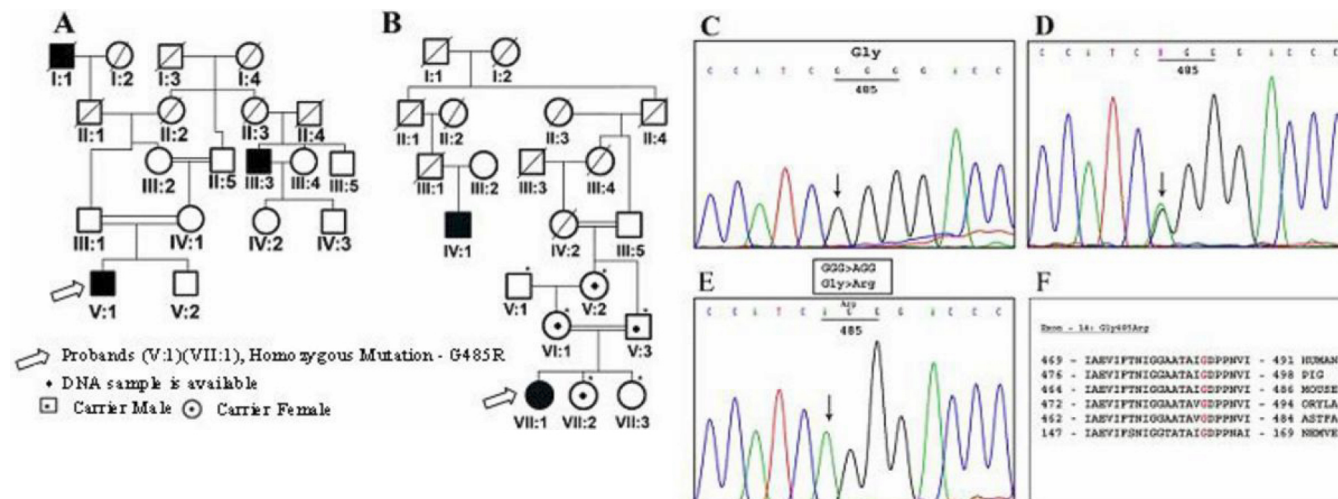 A
I:1 I:2 I:3 I:4
II:1 II:2 II:3 II:4
III:2 II:5 III:3 III:4 III:5
III:1 IV:1 IV:2 IV:3
V:1 V:2
Probands (V:1)(VII:1), Homozygous Mutation - G485R
DNA sample is available
Carrier Male Carrier Female
B
I:1 I:2
II:1 II:2 II:3 II:4
III:1 III:2 III:3 III:4
IV:1 IV:2 III:5
V:1 V:2
VI:1 V:3
VII:1 VII:2 VII:3
C
Gly
C C A T C G G G G A C C
485
D
C C A T C N G G G A C C C
485
E
GGG>AGG
Gly>Arg
Arg
C C A T C A G G G A C C C
485
F
Exon - 14: Gly485Arg
469 - IAEVIFTNIGGAATAIGDPPNVI - 491 HUMAN
476 - IAEVIFTNIGGAATAIGDPPNVI - 498 PIG
464 - IAEVIFTNIGGAATAIGDPPNVI - 486 MOUSE
472 - IAEVIFTNIGGAATAVGDPPNVI - 494 ORYLA
462 - IAEVIFTNIGGAATAVGDPPNVI - 484 ASTFA
147 - IAEVIFSNIGGTATAIGDPPNAI - 169 NEMVE